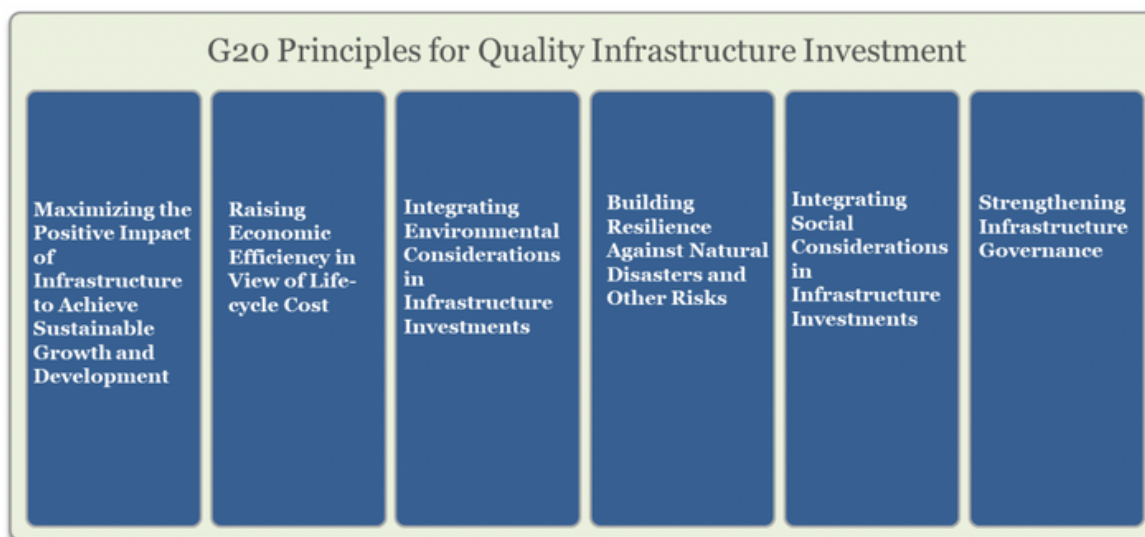 G20 Principles for Quality Infrastructure Investment
Maximizing the
Positive Impact
of
Infrastructure
to Achieve
Sustainable
Growth and
Development
Raising
Economic
Efficiency in
View of Life-
cycle Cost
Integrating
Environmental
Considerations
in
Infrastructure
Investments
Building
Resilience
Against Natural
Disasters and
Other Risks
Integrating
Social
Considerations
in
Infrastructure
Investments
Strengthening
Infrastructure
Governance